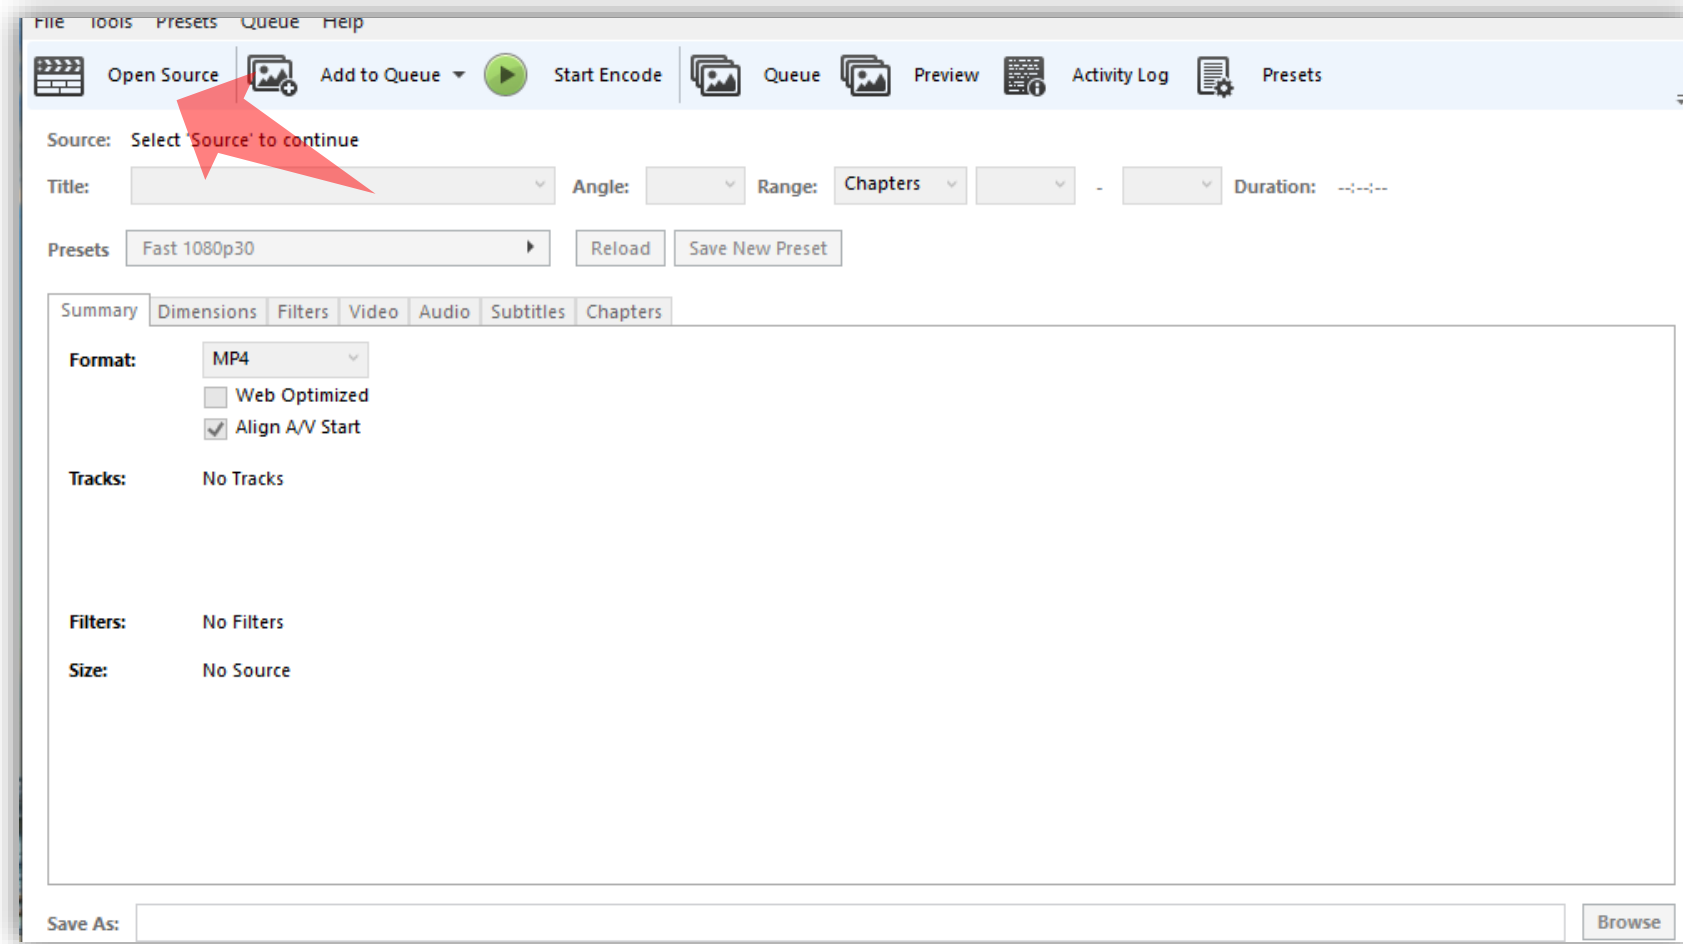 File Tools Presets Queue Help
Open Source Add to Queue Start Encode Queue Preview Activity Log Presets
Source: Select 'Source' to continue
Title: Angle: Range: Chapters - Duration: --:--:--
Presets Fast 1080p30 Reload Save New Preset
Summary Dimensions Filters Video Audio Subtitles Chapters
Format: MP4
Web Optimized
Align A/V Start
Tracks: No Tracks
Filters: No Filters
Size: No Source
Save As: Browse